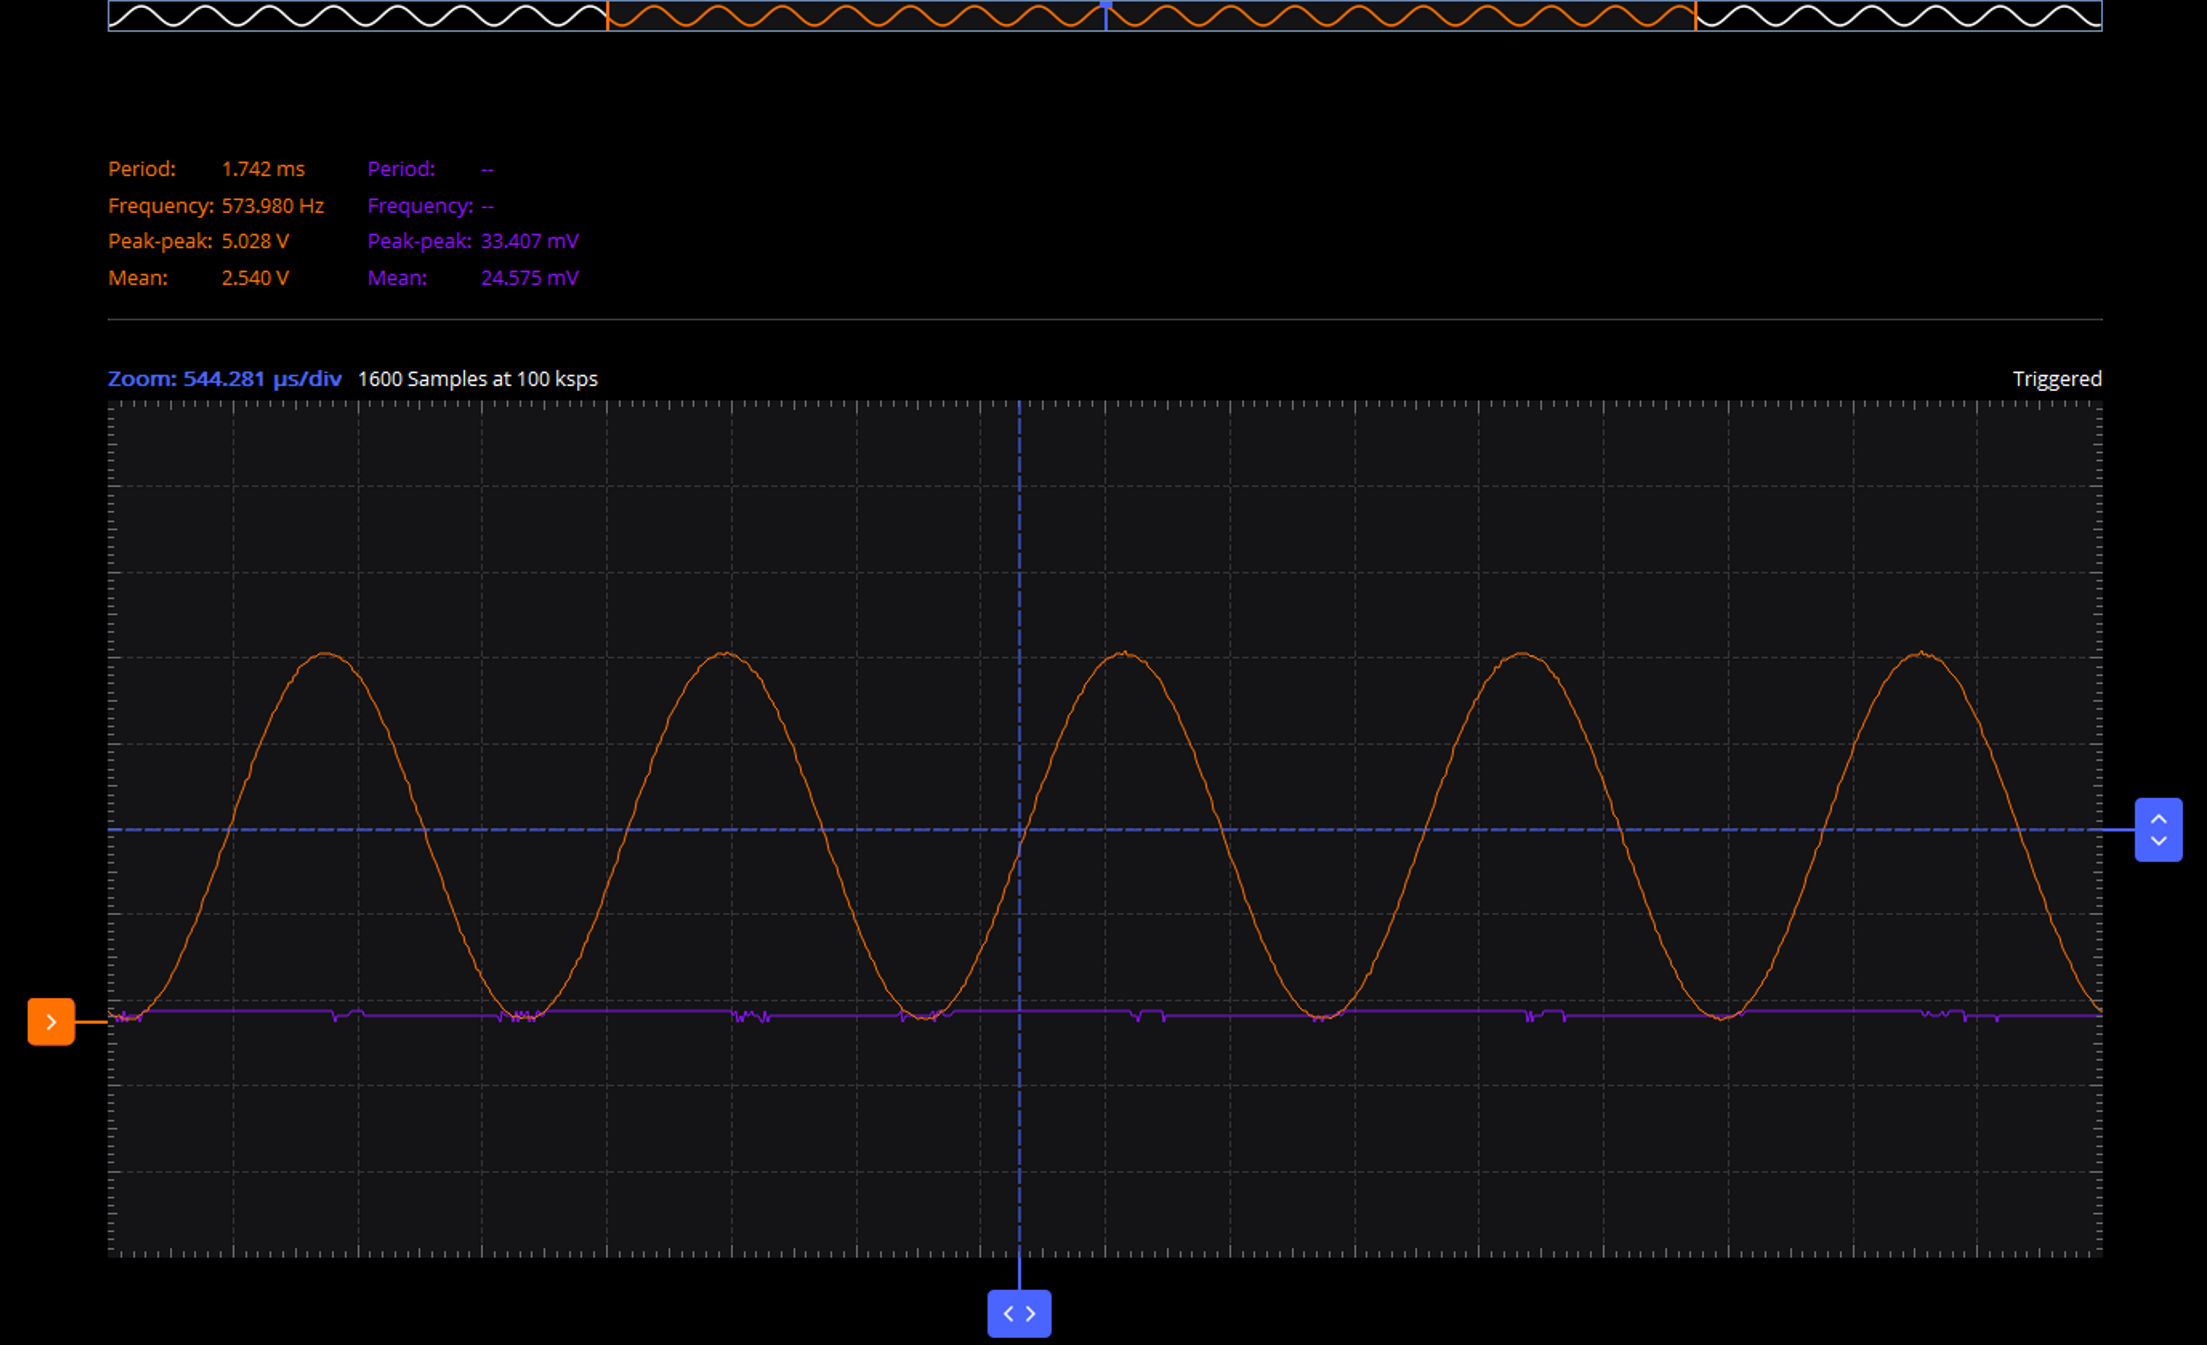 Period: 1.742 ms Period: --
Frequency: 573.980 Hz Frequency: --
Peak-peak: 5.028 V Peak-peak: 33.407 mV
Mean: 2.540 V Mean: 24.575 mV
Zoom: 544.281 µs/div 1600 Samples at 100 ksps Triggered